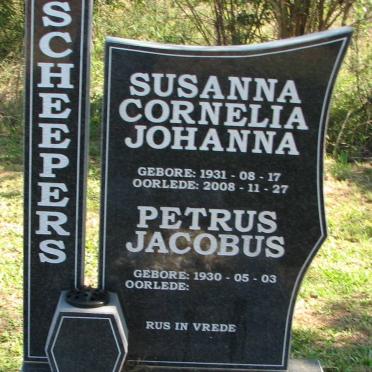 SCHEEPERS
SUSANNA
CORNELIA
JOHANNA
GEBORE: 1931 - 08 - 17
OORLEDE: 2008 - 11 - 27
PETRUS
JACOBUS
GEBORE: 1930 - 05 - 03
OORLEDE:
RUS IN VREDE